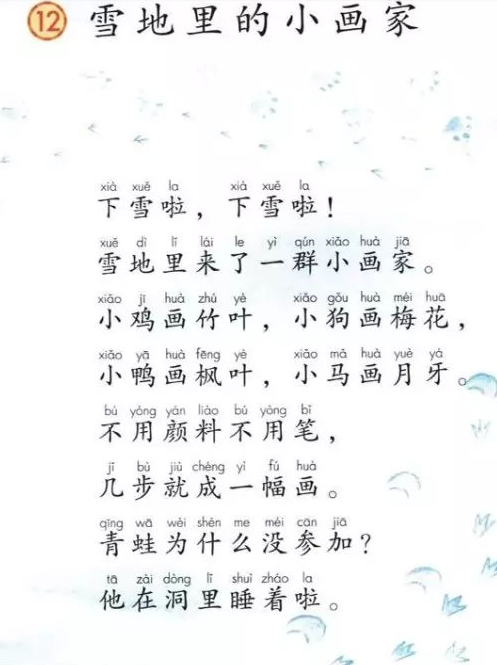 12 雪地里的小画家
xià xuě la xià xuě la
下雪啦，下雪啦！
xuě dì lǐ lái le yì qún xiǎo huà jiā
雪地里来了一群小画家。
xiǎo jī huà zhú yè xiǎo gǒu huà méi huā
小鸡画竹叶，小狗画梅花，
xiǎo yā huà fēng yè xiǎo mǎ huà yuè yá
小鸭画枫叶，小马画月牙。
bú yòng yán liào bú yòng bǐ
不用颜料不用笔，
jǐ bù jiù chéng yì fú huà
几步就成一幅画。
qīng wā wèi shén me méi cān jiā
青蛙为什么没参加？
tā zài dòng lǐ shuì zháo la
他在洞里睡着啦。